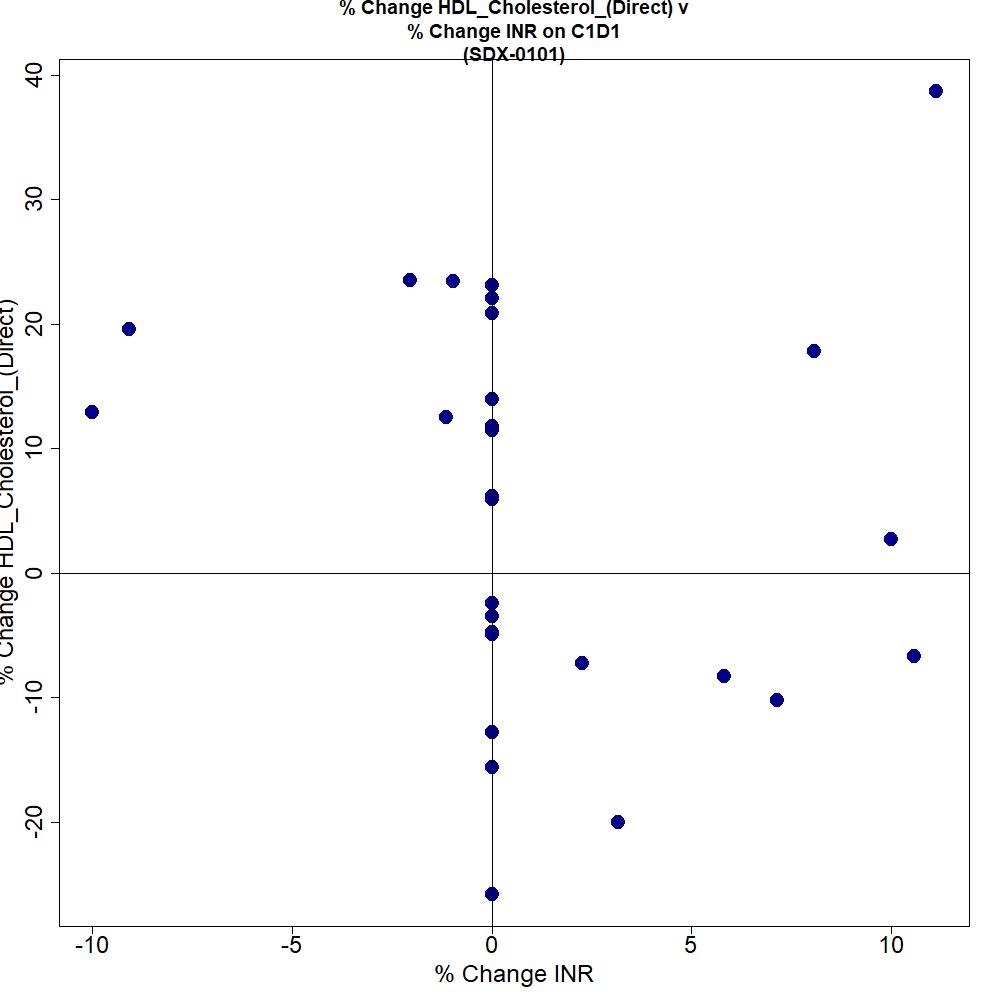 % Change HDL_Cholesterol_(Direct) v
% Change INR on C1D1
(SDX-0101)
% Change HDL_Cholesterol_(Direct)
40
30
20
10
0
-10
-20
-10
-5
0
5
10
% Change INR